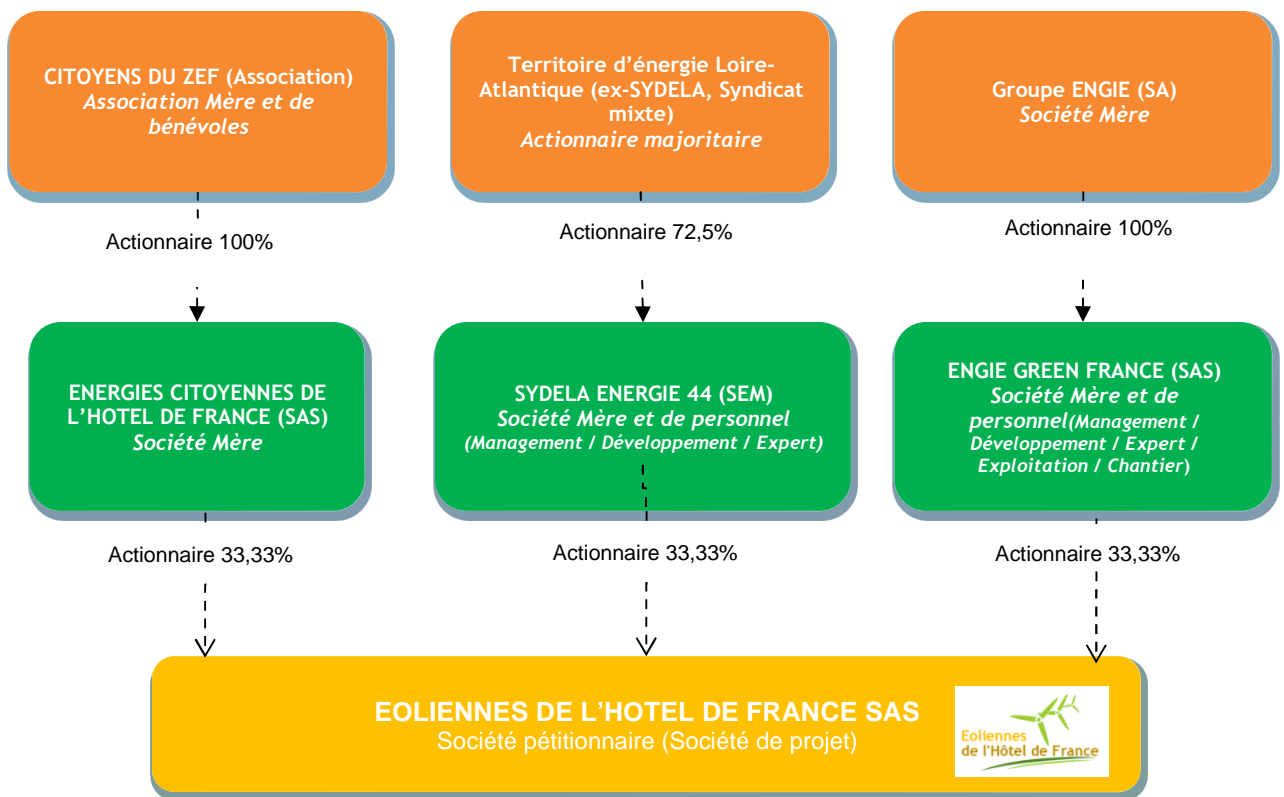 CITOYENS DU ZEF (Association)
Association Mère et de
bénévoles
Territoire d’énergie Loire-
Atlantique (ex-SYDELA, Syndicat
mixte)
Actionnaire majoritaire
Groupe ENGIE (SA)
Société Mère
Actionnaire 100%
Actionnaire 72,5%
Actionnaire 100%
ENERGIES CITOYENNES DE
L’HOTEL DE FRANCE (SAS)
Société Mère
SYDELA ENERGIE 44 (SEM)
Société Mère et de personnel
(Management / Développement / Expert)
ENGIE GREEN FRANCE (SAS)
Société Mère et de
personnel(Management /
Développement / Expert /
Exploitation / Chantier)
Actionnaire 33,33%
Actionnaire 33,33%
Actionnaire 33,33%
EOLIENNES DE L’HOTEL DE FRANCE SAS
Société pétitionnaire (Société de projet)
Eoliennes
de l'Hôtel de France